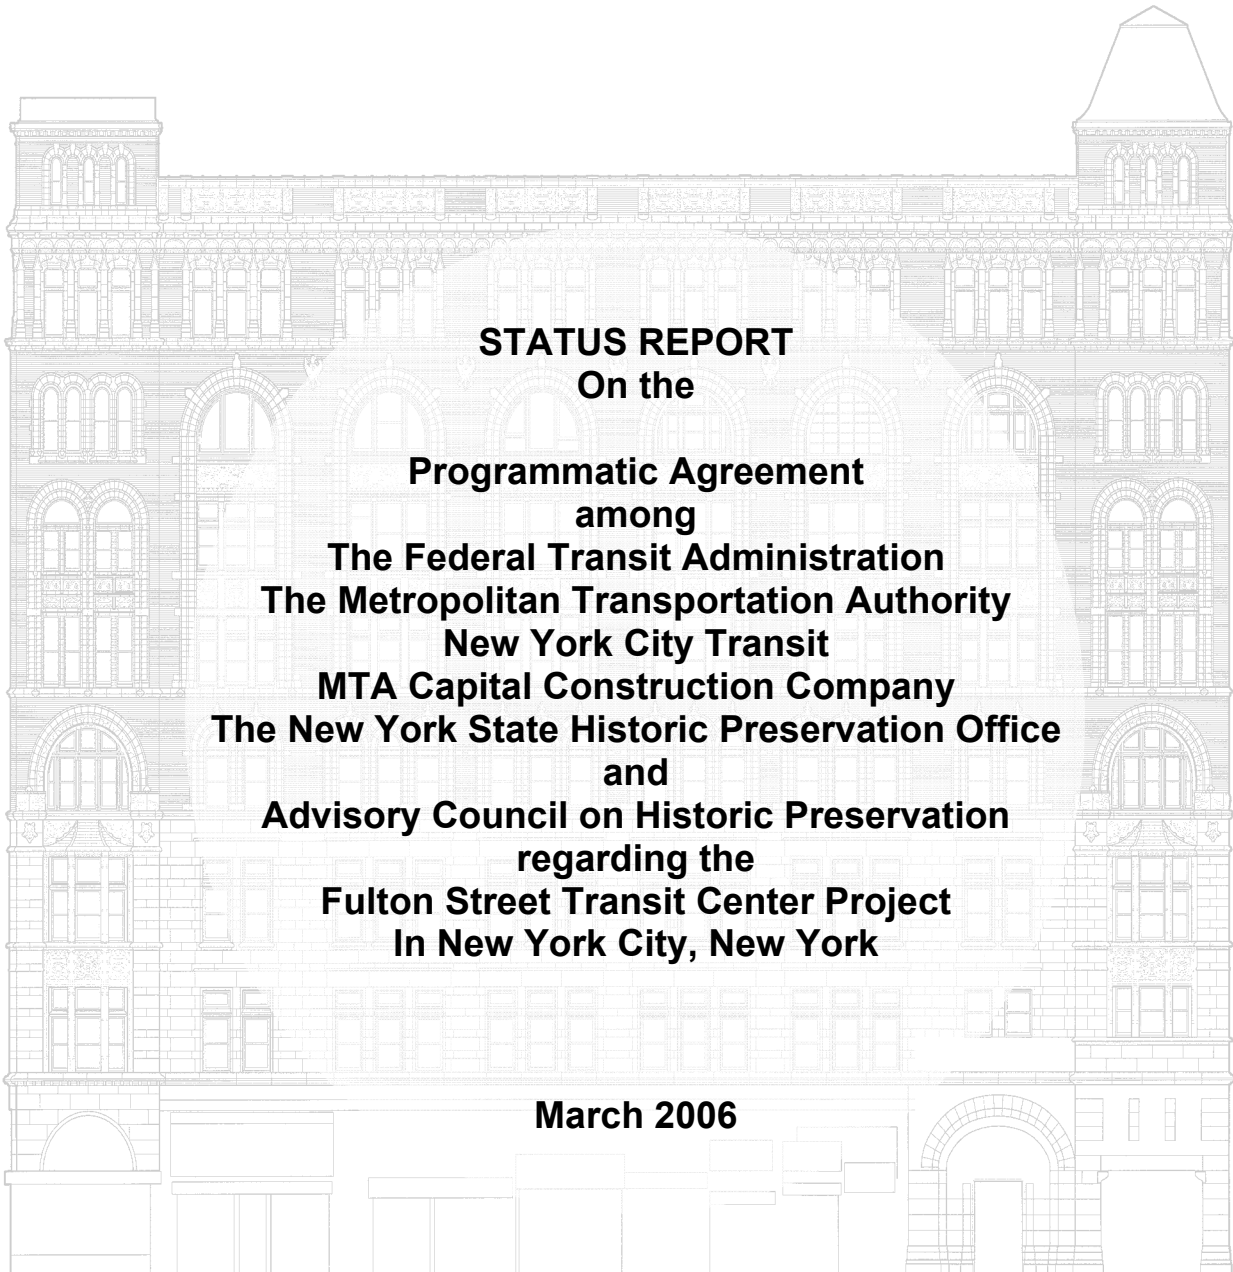 STATUS REPORT
On the
Programmatic Agreement
among
The Federal Transit Administration
The Metropolitan Transportation Authority
New York City Transit
MTA Capital Construction Company
The New York State Historic Preservation Office
and
Advisory Council on Historic Preservation
regarding the
Fulton Street Transit Center Project
In New York City, New York
March 2006